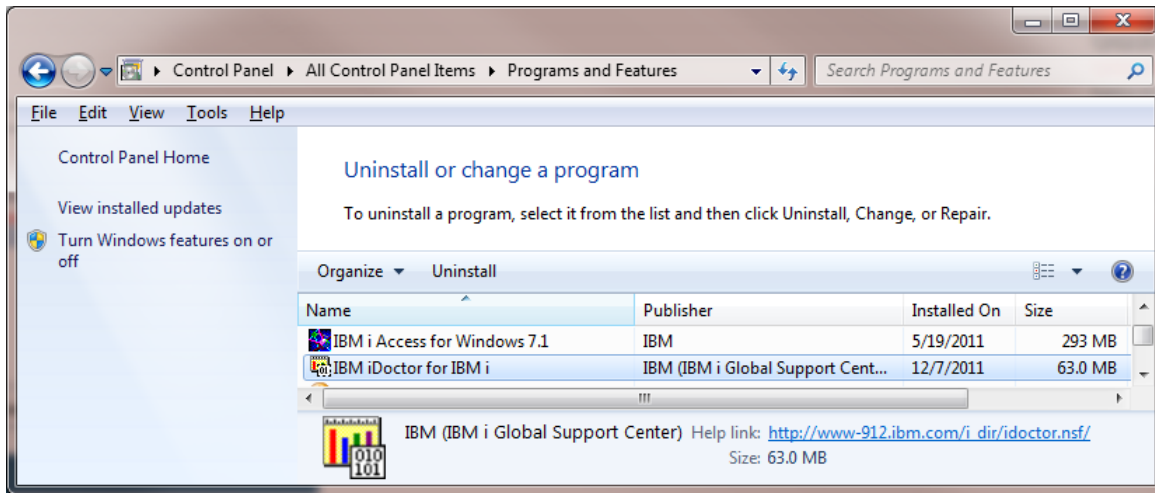 Control Panel All Control Panel Items Programs and Features Search Programs and Features
File Edit View Tools Help
Control Panel Home
View installed updates
Turn Windows features on or
off
Uninstall or change a program
To uninstall a program, select it from the list and then click Uninstall, Change, or Repair.
Organize Uninstall
Name Publisher Installed On Size
IBM i Access for Windows 7.1 IBM 5/19/2011 293 MB
IBM iDoctor for IBM i IBM (IBM i Global Support Cent... 12/7/2011 63.0 MB
010
101
IBM (IBM i Global Support Center) Help link: http://www-912.ibm.com/i_dir/idoctor.nsf/
Size: 63.0 MB